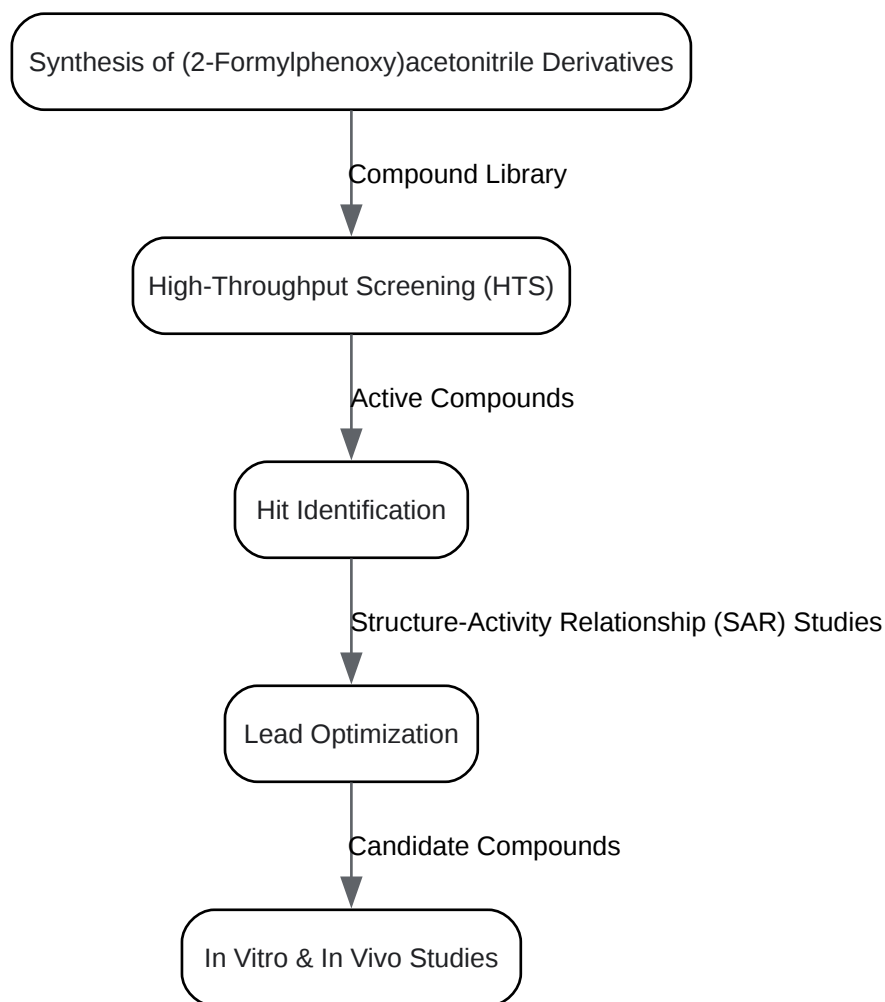 Synthesis of (2-Formylphenoxy)acetonitrile Derivatives
Compound Library
High-Throughput Screening (HTS)
Active Compounds
Hit Identification
Structure-Activity Relationship (SAR) Studies
Lead Optimization
Candidate Compounds
In Vitro & In Vivo Studies